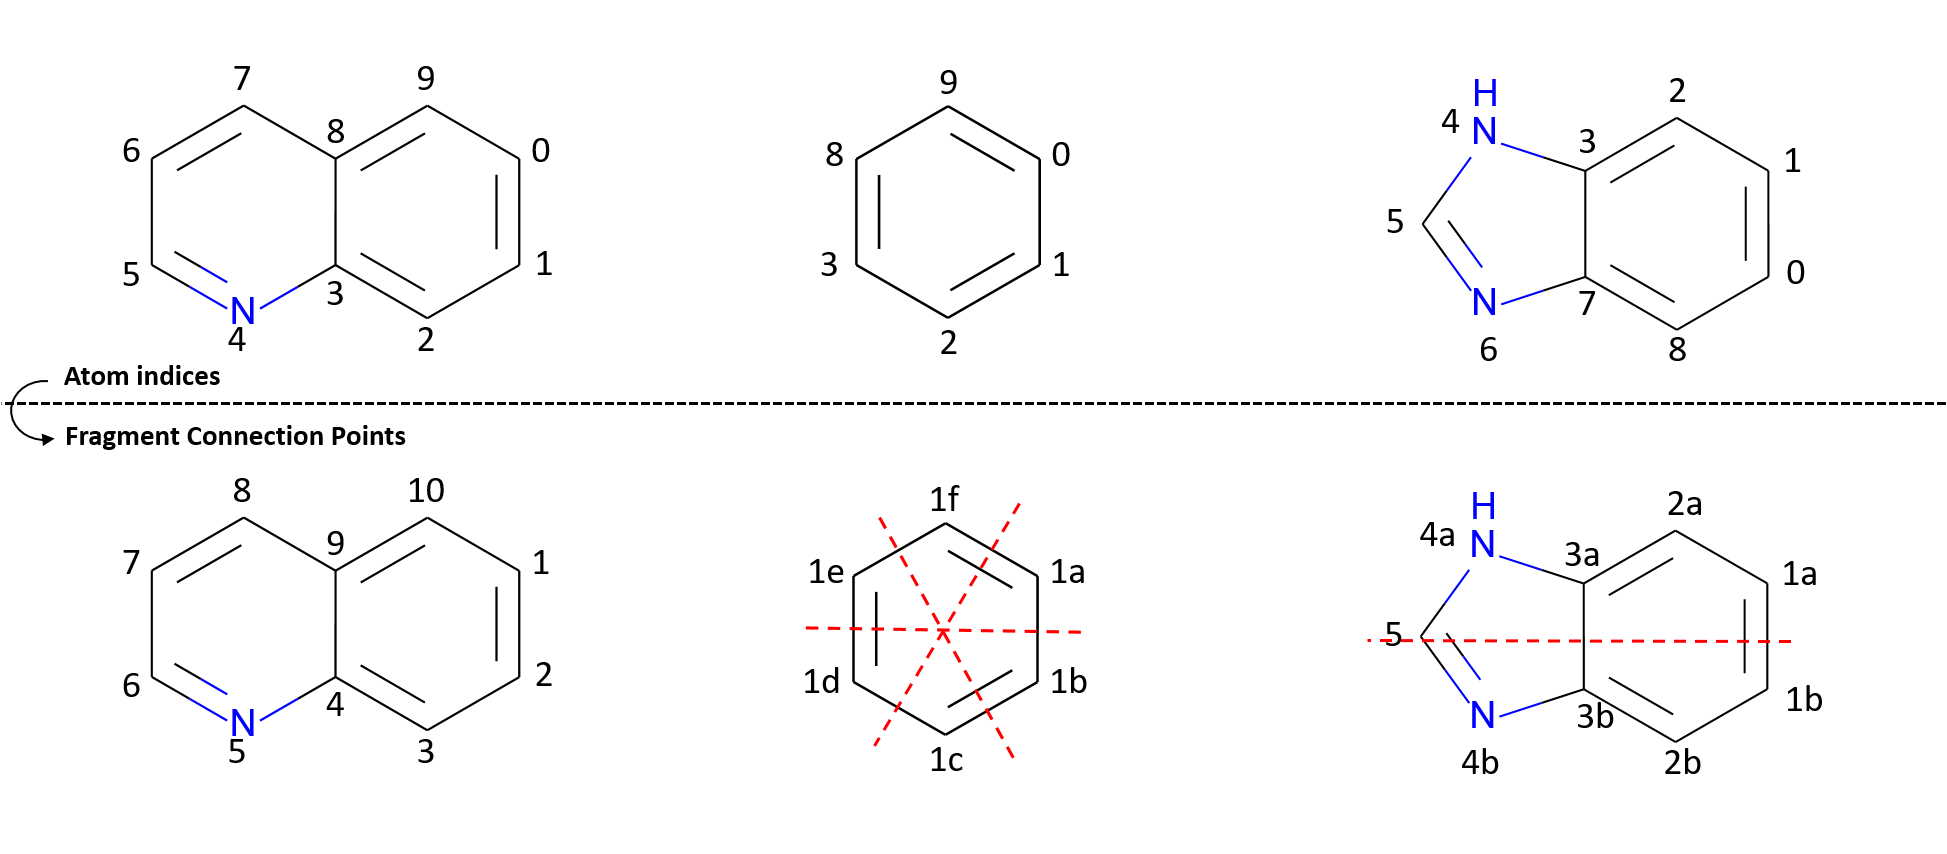 7 9 9 H 2
6 8 0 8 0 4 N 3 1
5 3 1 3 1 5 7 0
N 2 2 N 8
4 6
Atom indices
Fragment Connection Points
8 10 1f H 2a
7 9 1 1e 1a 4a N 3a 1a
6 4 2 1d 1b 5 3b 1b
N 3 1c N 2b
5 4b